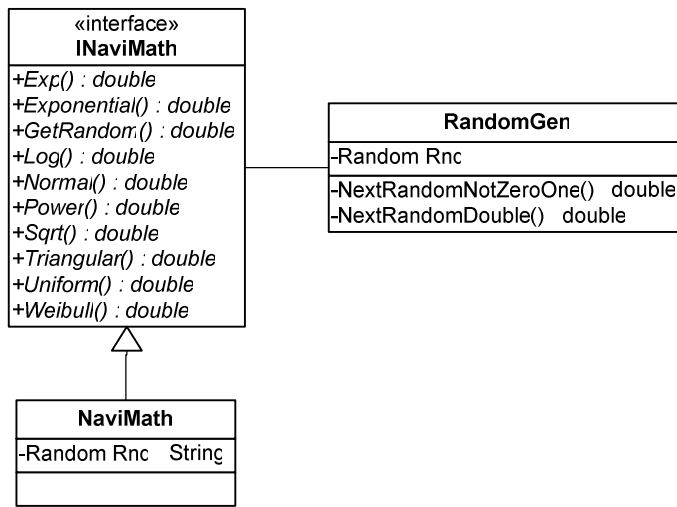 «interface»
INaviMath
+Exp() : double
+Exponential() : double
+GetRandom() : double
+Log() : double
+Normal() : double
+Power() : double
+Sqrt() : double
+Triangular() : double
+Uniform() : double
+Weibull() : double
RandomGen
-Random Rnd
-NextRandomNotZeroOne() double
-NextRandomDouble() double
NaviMath
-Random Rnd String